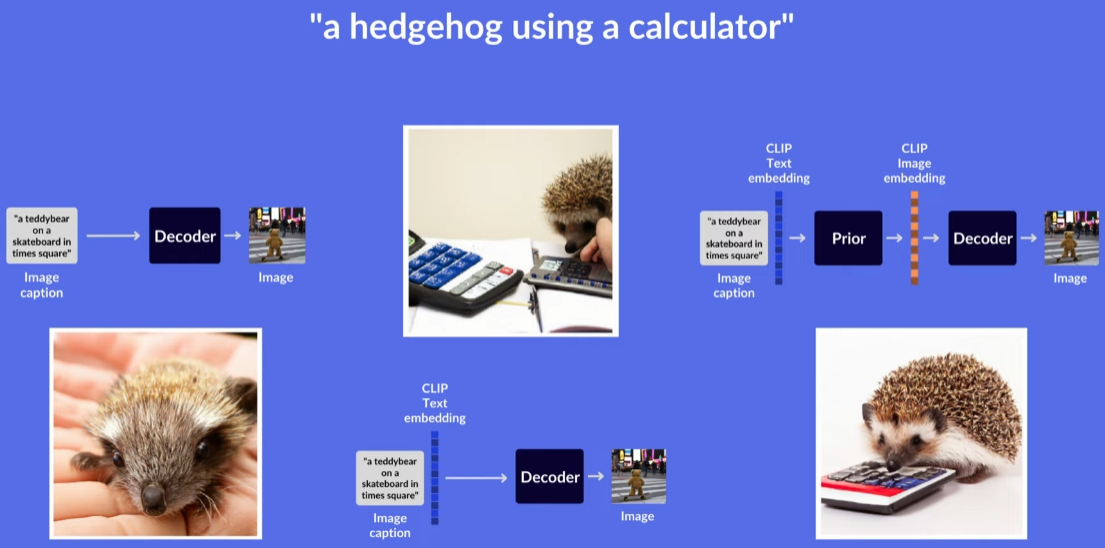 "a hedgehog using a calculator"
"a teddybear
on a
skateboard in
times square"
Image
caption
Decoder
Image
CLIP
Text
embedding
"a teddybear
on a
skateboard in
times square"
Image
caption
Decoder
Image
CLIP
Text
embedding
"a teddybear
on a
skateboard in
times square"
Image
caption
Prior
CLIP
Image
embedding
Decoder
Image